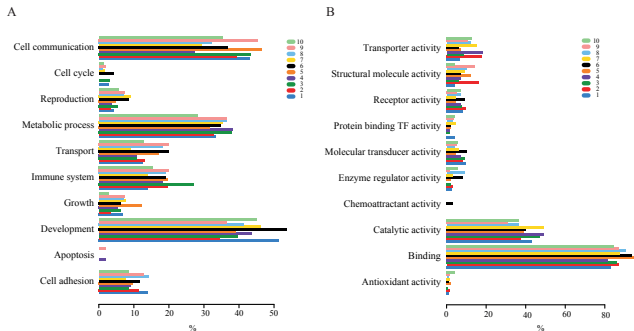 A
Cell communication
Cell cycle
Reproduction
Metabolic process
Transport
Immune system
Growth
Development
Apoptosis
Cell adhesion
10
9
8
7
6
5
4
3
2
1
0
10
20
30
40
50
%
B
Transporter activity
Structural molecule activity
Receptor activity
Protein binding TF activity
Molecular transducer activity
Enzyme regulator activity
Chemoattractant activity
Catalytic activity
Binding
Antioxidant activity
10
9
8
7
6
5
4
3
2
1
0
20
40
60
80
%